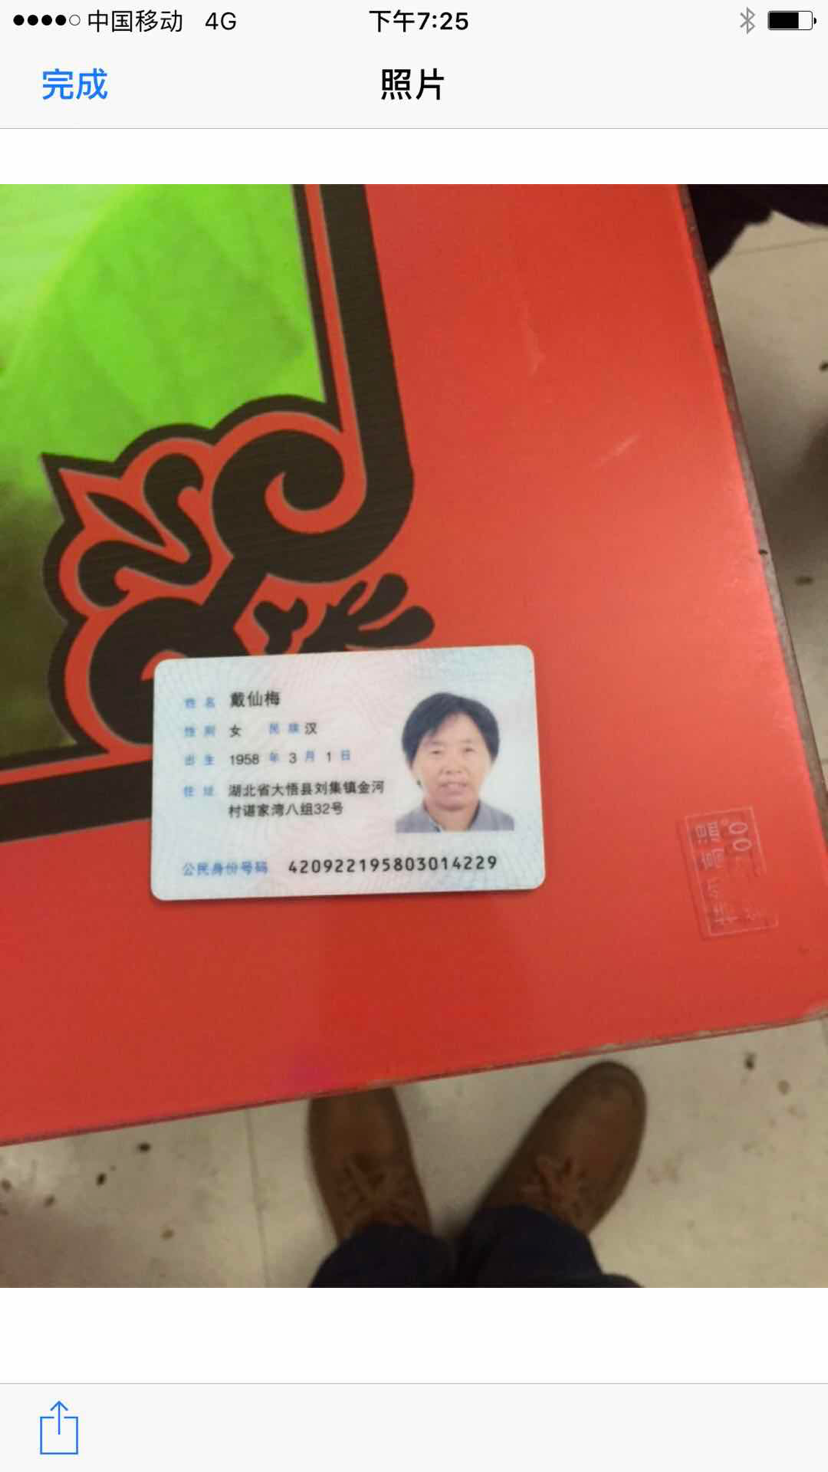 中国移动 4G 下午7:25
完成 照片
姓名 戴仙梅
性别 女 民族 汉
出生 1958 年 3 月 1 日
住址 湖北省大悟县刘集镇金河
村谌家湾八组32号
公民身份号码 420922195803014229